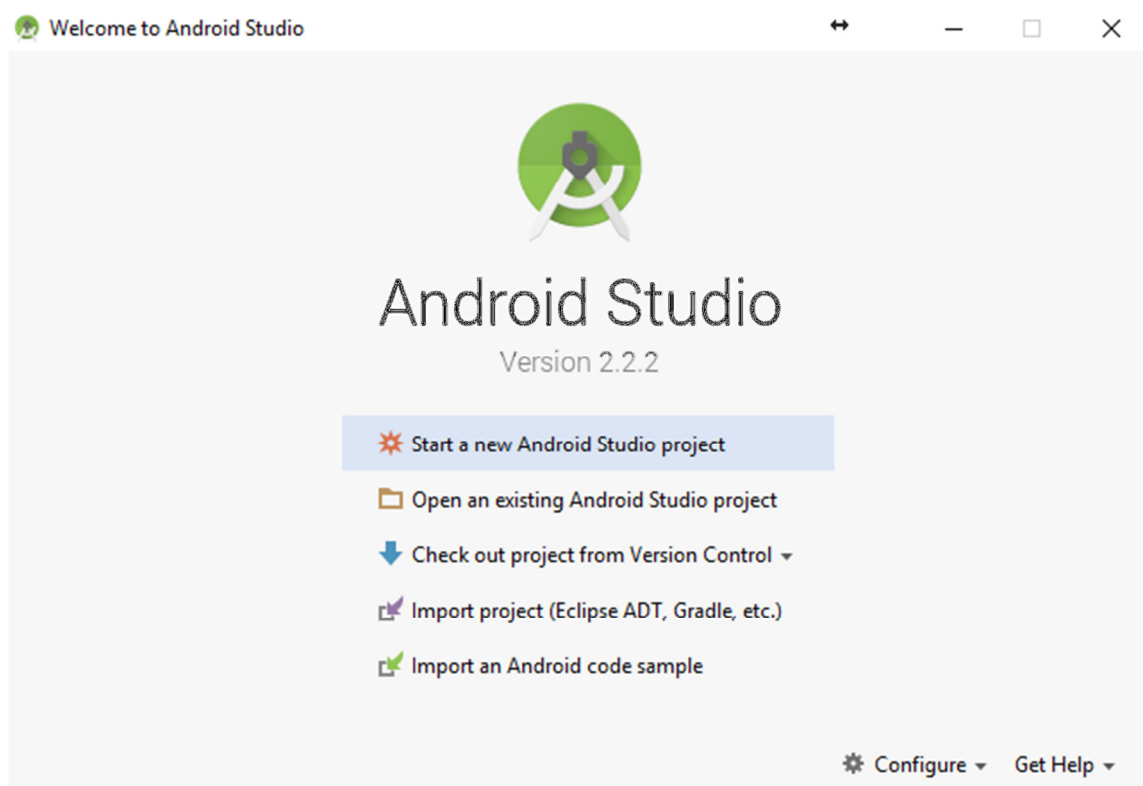 Welcome to Android Studio
Android Studio
Version 2.2.2
Start a new Android Studio project
Open an existing Android Studio project
Check out project from Version Control
Import project (Eclipse ADT, Gradle, etc.)
Import an Android code sample
Configure Get Help